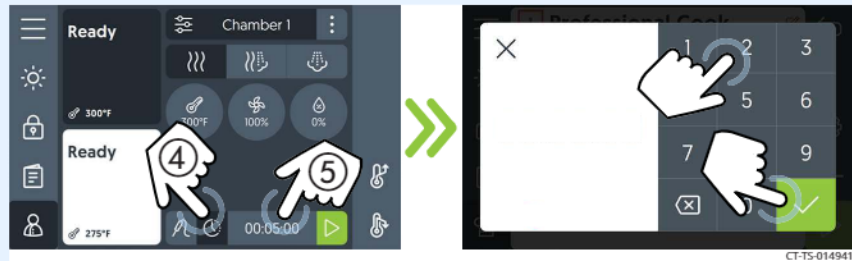 Ready
Chamber 1
300°F
300°F
100%
0%
Ready
4
5
275°F
00:05:00
Professional Cook
1 2 3
5 6
7 9
CT-TS-014941